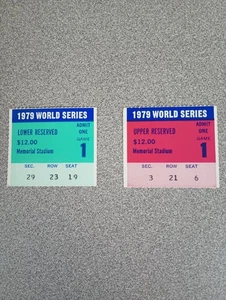 1979 WORLD SERIES
LOWER RESERVED
$12.00
Memorial Stadium
ADMIT
ONE
GAME
1
SEC. ROW SEAT
29 23 19
1979 WORLD SERIES
UPPER RESERVED
$12.00
Memorial Stadium
ADMIT
ONE
GAME
1
SEC. ROW SEAT
3 21 6